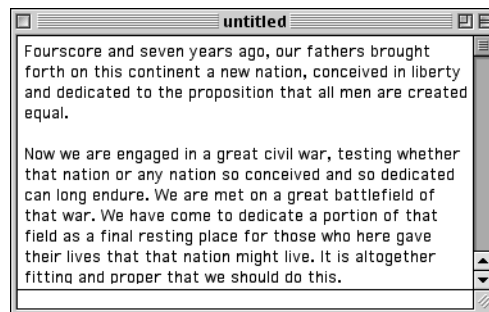 untitled
Fourscore and seven years ago, our fathers brought
forth on this continent a new nation, conceived in liberty
and dedicated to the proposition that all men are created
equal.
Now we are engaged in a great civil war, testing whether
that nation or any nation so conceived and so dedicated
can long endure. We are met on a great battlefield of
that war. We have come to dedicate a portion of that
field as a final resting place for those who here gave
their lives that that nation might live. It is altogether
fitting and proper that we should do this.